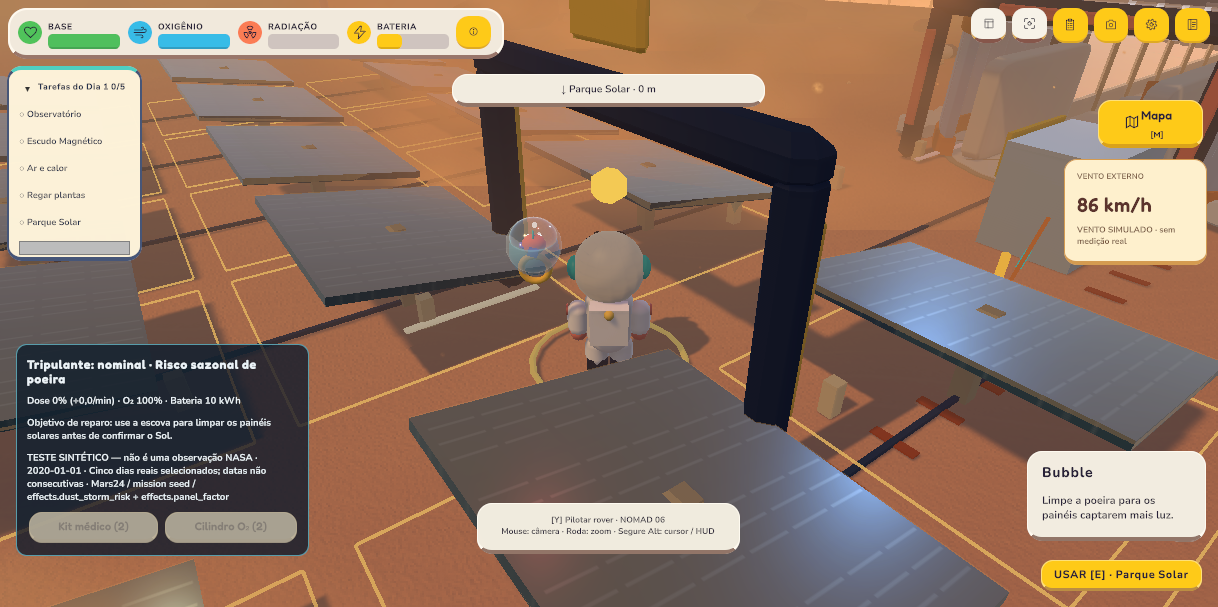 BASE
OXIGÊNIO
RADIAÇÃO
BATERIA
▼ Tarefas do Dia 1 0/5
○ Observatório
○ Escudo Magnético
○ Ar e calor
○ Regar plantas
○ Parque Solar
↓ Parque Solar · 0 m
Mapa
[M]
VENTO EXTERNO
86 km/h
VENTO SIMULADO · sem
medição real
Tripulante: nominal · Risco sazonal de
poeira
Dose 0% (+0,0/min) · O₂ 100% · Bateria 10 kWh
Objetivo de reparo: use a escova para limpar os painéis
solares antes de confirmar o Sol.
TESTE SINTÉTICO — não é uma observação NASA ·
2020-01-01 · Cinco dias reais selecionados; datas não
consecutivas · Mars24 / mission seed /
effects.dust_storm_risk + effects.panel_factor
Kit médico (2)
Cilindro O₂ (2)
[Y] Pilotar rover · NOMAD 06
Mouse: câmera · Roda: zoom · Segure Alt: cursor / HUD
Bubble
Limpe a poeira para os
painéis captarem mais luz.
USAR [E] · Parque Solar